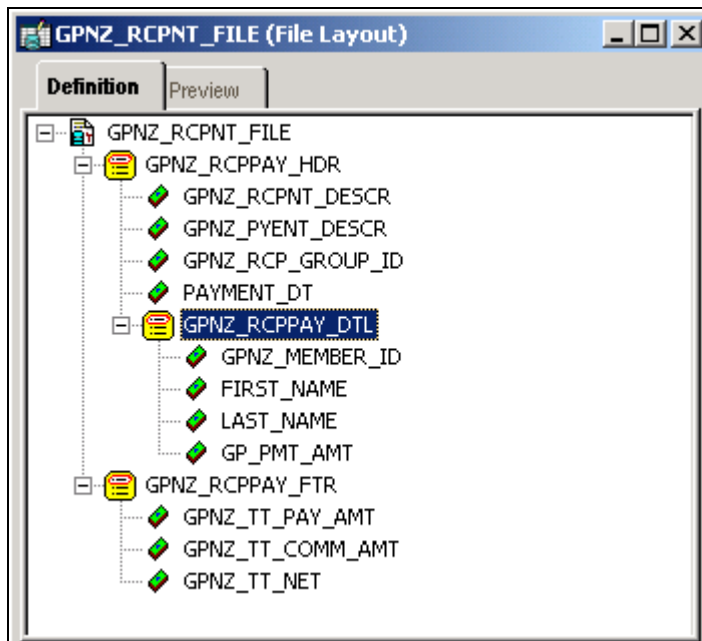 GPNZ_RCPNT_FILE (File Layout)
Definition
Preview
GPNZ_RCPNT_FILE
GPNZ_RCPPAY_HDR
GPNZ_RCPNT_DESCR
GPNZ_PYENT_DESCR
GPNZ_RCP_GROUP_ID
PAYMENT_DT
GPNZ_RCPPAY_DTL
GPNZ_MEMBER_ID
FIRST_NAME
LAST_NAME
GP_PMT_AMT
GPNZ_RCPPAY_FTR
GPNZ_TT_PAY_AMT
GPNZ_TT_COMM_AMT
GPNZ_TT_NET